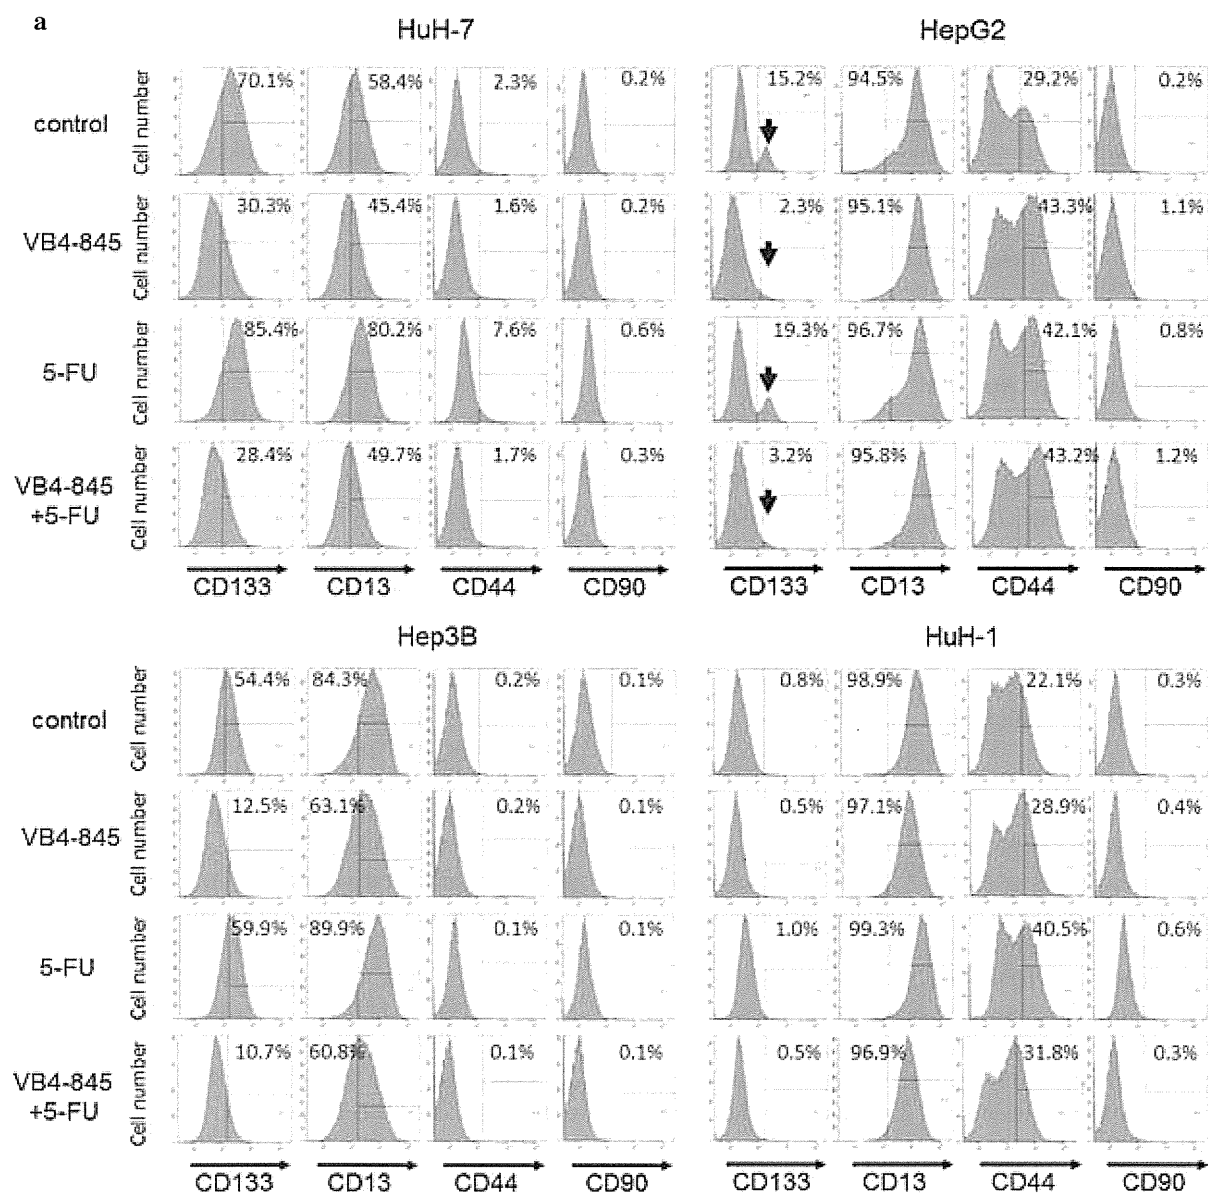 a
HuH-7 HepG2
control Cell number 70.1% 58.4% 2.3% 0.2% 15.2% 94.5% 29.2% 0.2%
VB4-845 Cell number 30.3% 45.4% 1.6% 0.2% 2.3% 95.1% 43.3% 1.1%
5-FU Cell number 85.4% 80.2% 7.6% 0.6% 19.3% 96.7% 42.1% 0.8%
VB4-845 +5-FU Cell number 28.4% 49.7% 1.7% 0.3% 3.2% 95.8% 43.2% 1.2%
CD133 CD13 CD44 CD90 CD133 CD13 CD44 CD90
Hep3B HuH-1
control Cell number 54.4% 84.3% 0.2% 0.1% 0.8% 98.9% 22.1% 0.3%
VB4-845 Cell number 12.5% 63.1% 0.2% 0.1% 0.5% 97.1% 28.9% 0.4%
5-FU Cell number 59.9% 89.9% 0.1% 0.1% 1.0% 99.3% 40.5% 0.6%
VB4-845 +5-FU Cell number 10.7% 60.8% 0.1% 0.1% 0.5% 96.9% 31.8% 0.3%
CD133 CD13 CD44 CD90 CD133 CD13 CD44 CD90